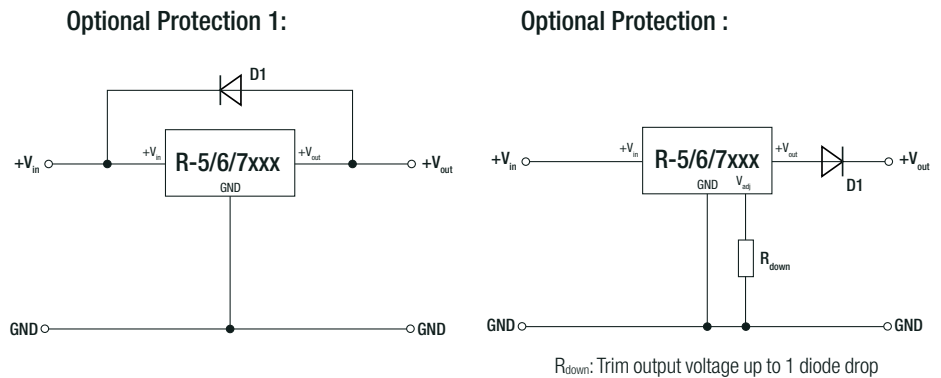 Optional Protection 1:
D1
+Vin
+Vin
R-5/6/7xxx
+Vout
+Vout
GND
GND
GND
Optional Protection :
+Vin
+Vin
R-5/6/7xxx
+Vout
+Vout
D1
GND
Vadj
Rdown
GND
GND
Rdown: Trim output voltage up to 1 diode drop